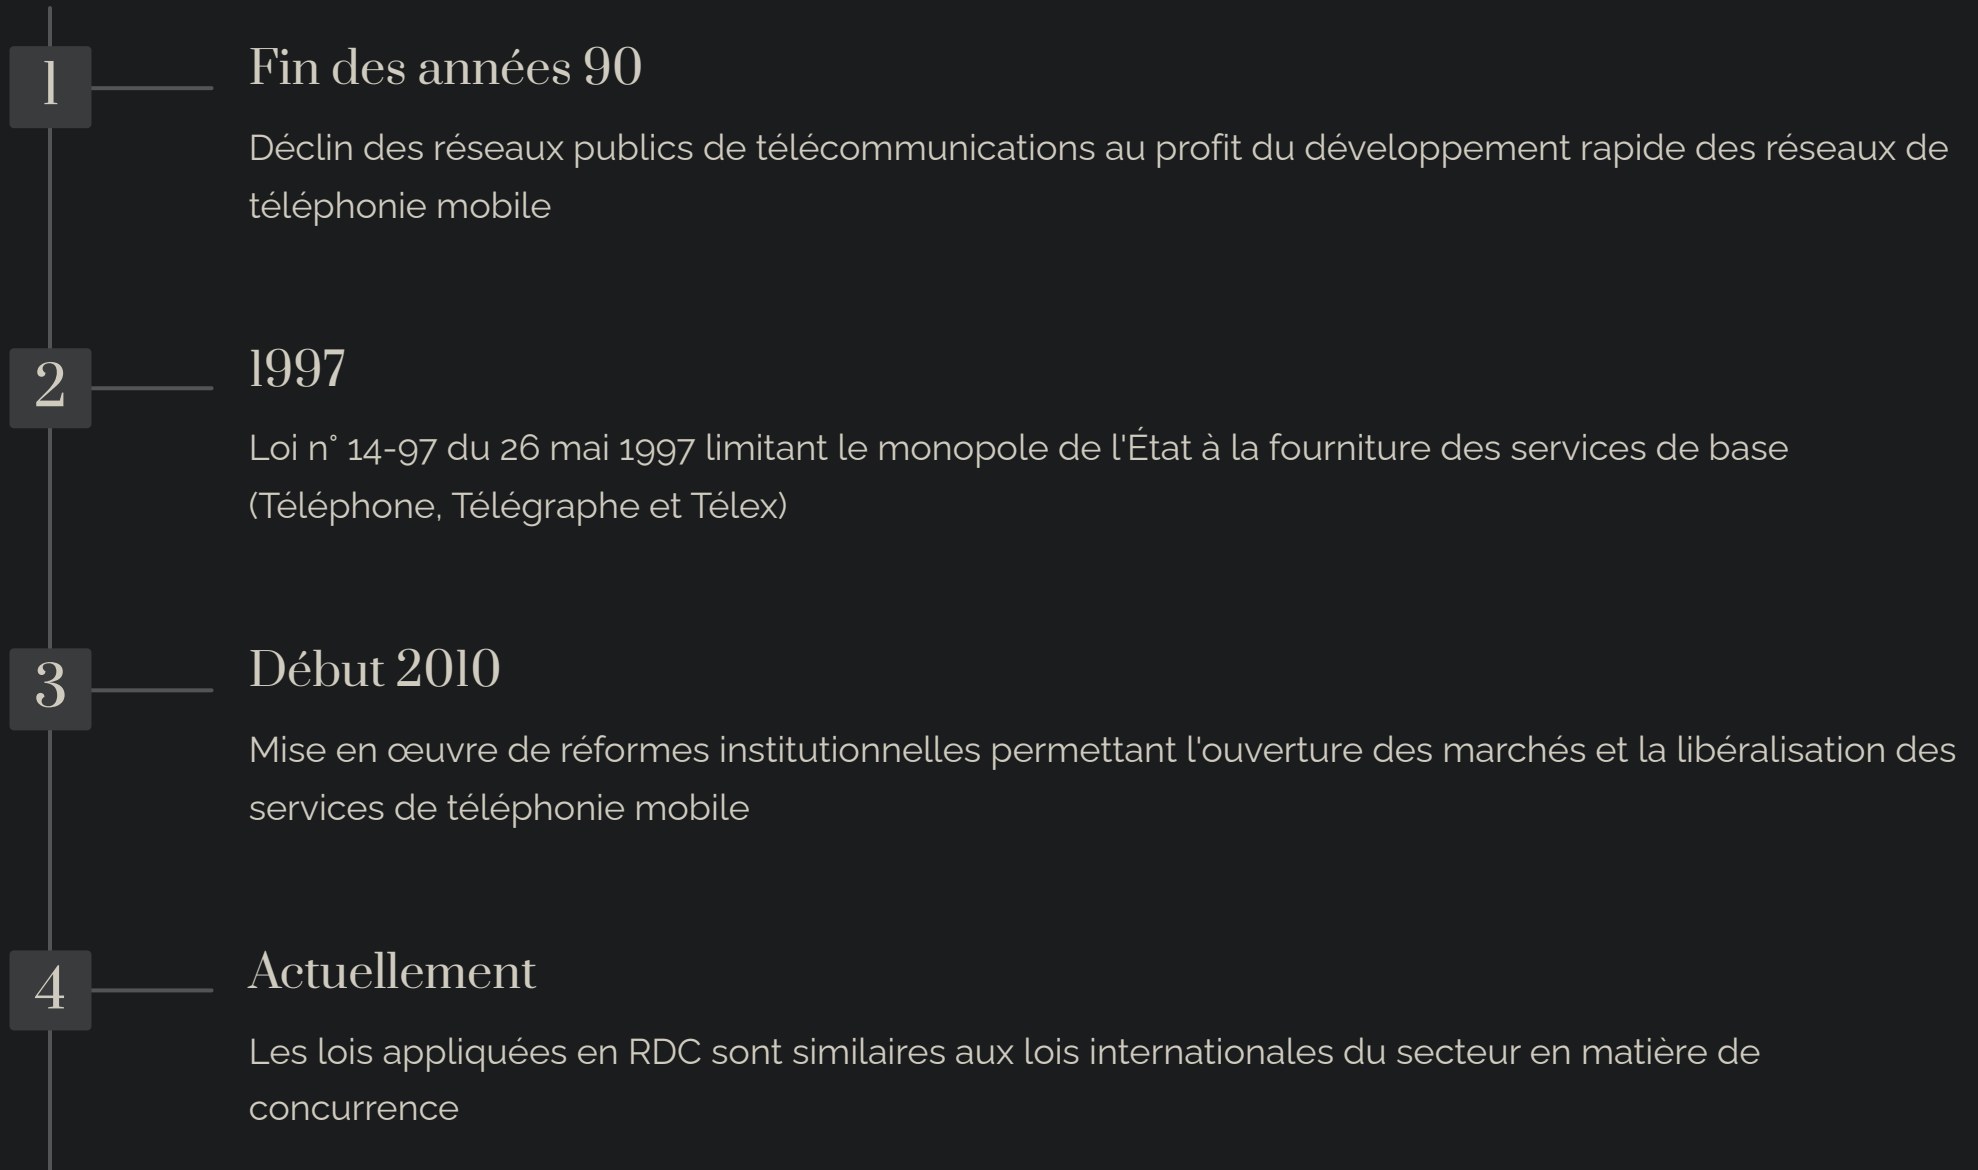 1
Fin des années 90
Déclin des réseaux publics de télécommunications au profit du développement rapide des réseaux de
téléphonie mobile
2
1997
Loi n° 14-97 du 26 mai 1997 limitant le monopole de l'État à la fourniture des services de base
(Téléphone, Télégraphe et Télex)
3
Début 2010
Mise en œuvre de réformes institutionnelles permettant l'ouverture des marchés et la libéralisation des
services de téléphonie mobile
4
Actuellement
Les lois appliquées en RDC sont similaires aux lois internationales du secteur en matière de
concurrence